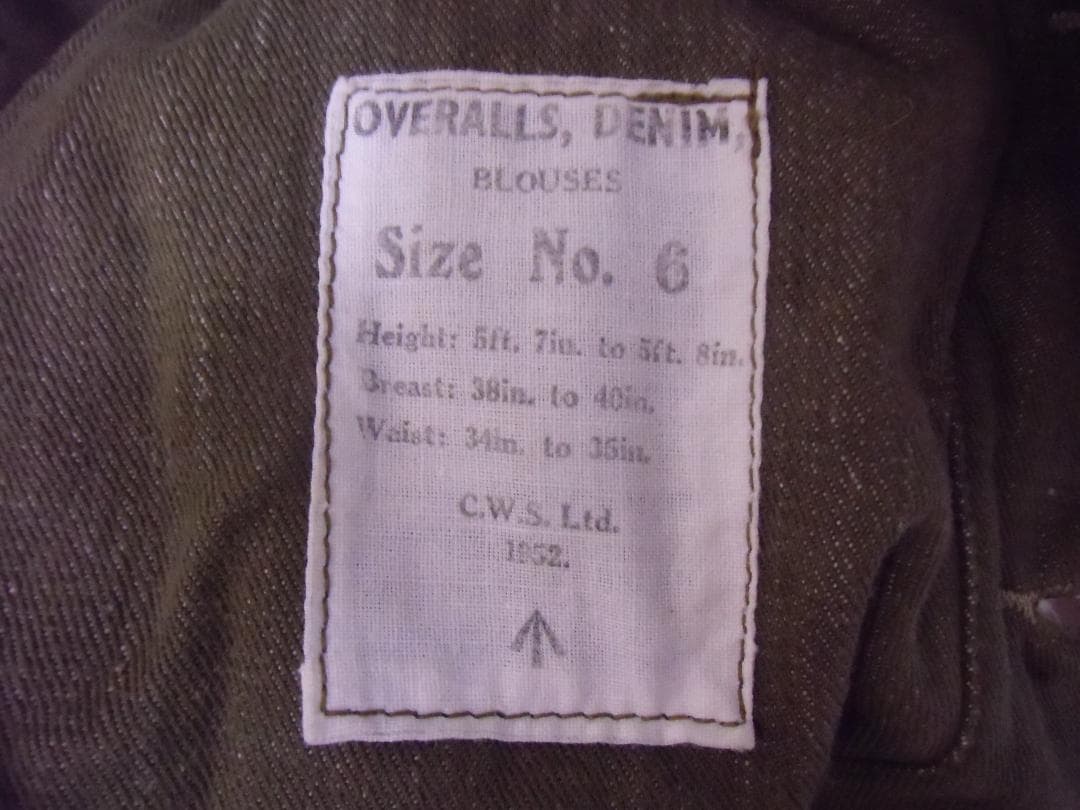 OVERALLS, DENIM,
BLOUSES
Size No. 6
Height: 5ft. 7in. to 5ft. 8in.
Breast: 38in. to 40in.
Waist: 34in. to 35in.
C.W.S. Ltd.
1952.